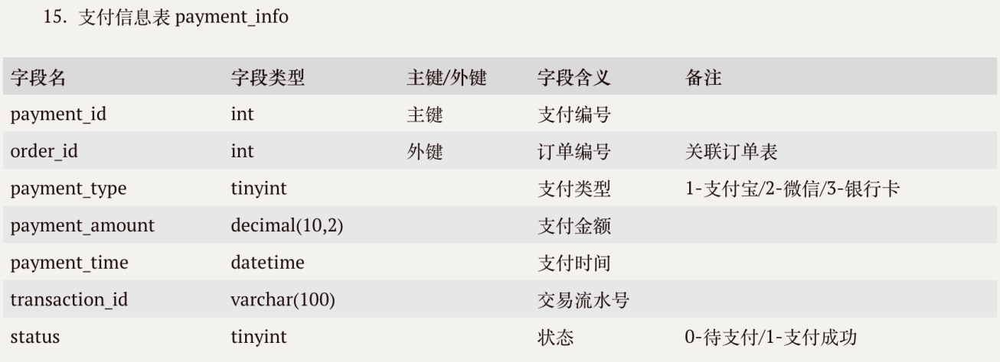 15. 支付信息表 payment_info
字段名 字段类型 主键/外键 字段含义 备注
payment_id int 主键 支付编号
order_id int 外键 订单编号 关联订单表
payment_type tinyint 支付类型 1-支付宝/2-微信/3-银行卡
payment_amount decimal(10,2) 支付金额
payment_time datetime 支付时间
transaction_id varchar(100) 交易流水号
status tinyint 状态 0-待支付/1-支付成功